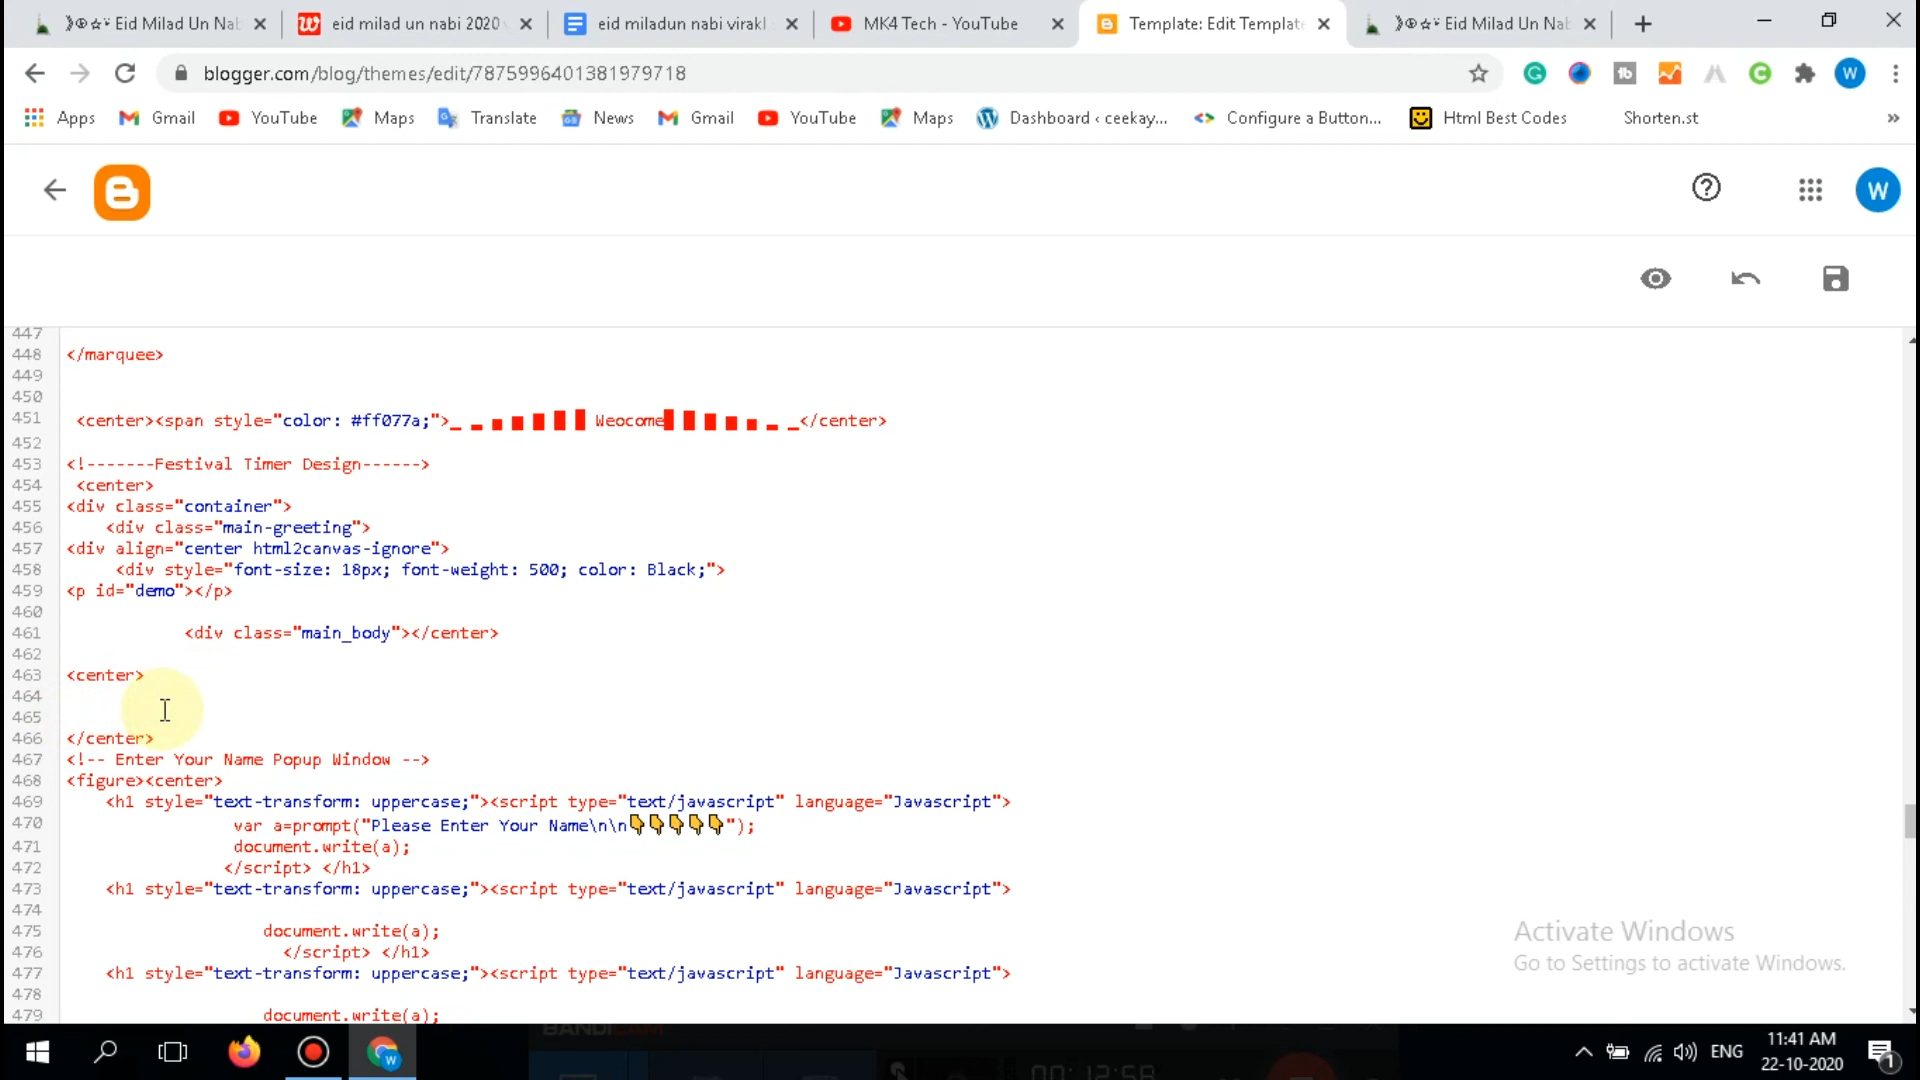 Eid Milad Un Nab
eid milad un nabi 2020
eid miladun nabi virakl
MK4 Tech - YouTube
Template: Edit Template
Eid Milad Un Nab
blogger.com/blog/themes/edit/7875996401381979718
W
Apps
Gmail
YouTube
Maps
Translate
News
Gmail
YouTube
Maps
Dashboard ‹ ceekay...
Configure a Button...
Html Best Codes
Shorten.st
»
W
447
448 </marquee>
449
450
451 <center><span style="color: #ff077a;">_ ▂ ▃ ▄ ▅ ▆ ▇ Weocome▇ ▆ ▅ ▄ ▃ ▂ _</center>
452
453 <!-------Festival Timer Design------>
454 <center>
455 <div class="container">
456 <div class="main-greeting">
457 <div align="center html2canvas-ignore">
458 <div style="font-size: 18px; font-weight: 500; color: Black;">
459 <p id="demo"></p>
460
461 <div class="main_body"></center>
462
463 <center>
464
465
466 </center>
467 <!-- Enter Your Name Popup Window -->
468 <figure><center>
469 <h1 style="text-transform: uppercase;"><script type="text/javascript" language="Javascript">
470 var a=prompt("Please Enter Your Name\n\n👇👇👇👇👇");
471 document.write(a);
472 </script> </h1>
473 <h1 style="text-transform: uppercase;"><script type="text/javascript" language="Javascript">
474
475 document.write(a);
476 </script> </h1>
477 <h1 style="text-transform: uppercase;"><script type="text/javascript" language="Javascript">
478
479 document.write(a);
Activate Windows
Go to Settings to activate Windows.
BANDICAM
00:12:58
ENG
11:41 AM
22-10-2020
1